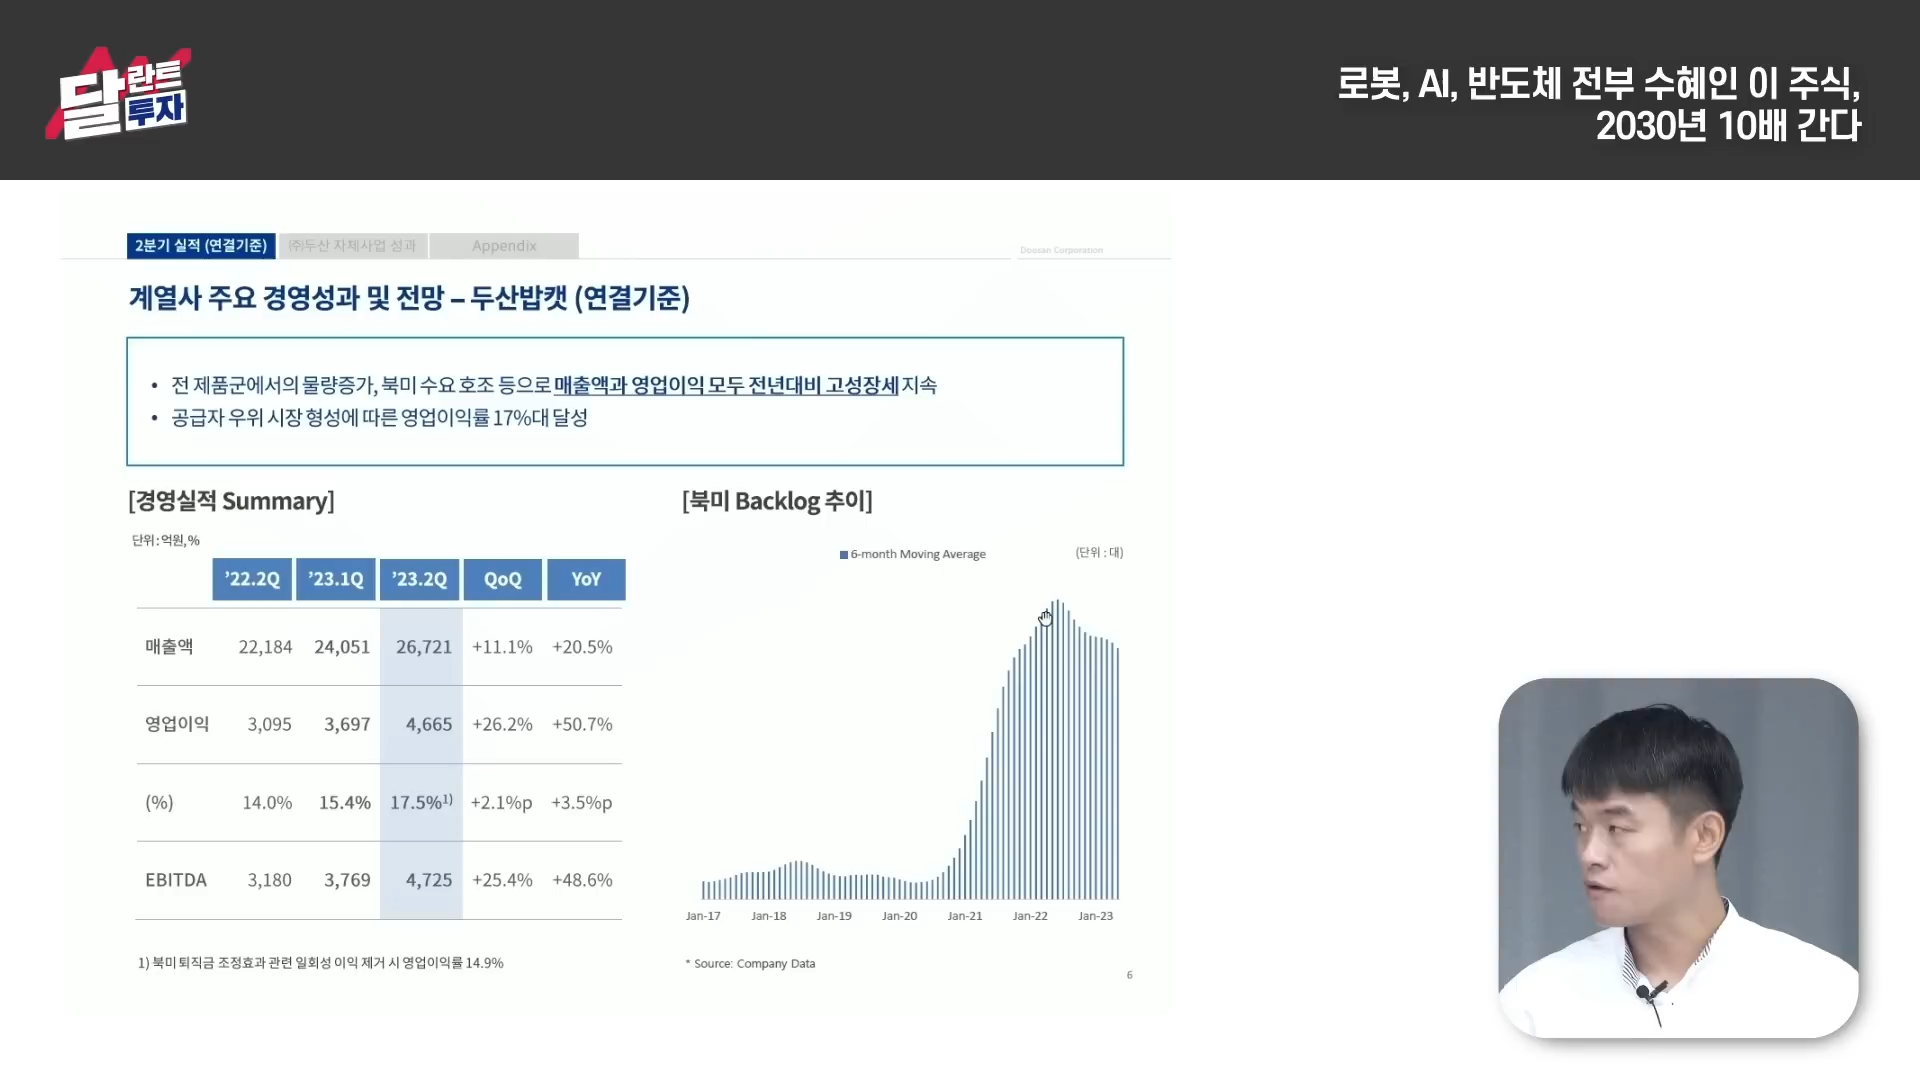 달란트
투자
로봇, AI, 반도체 전부 수혜인 이 주식,
2030년 10배 간다
2분기 실적 (연결기준)
㈜두산 자체사업 성과
Appendix
Doosan Corporation
계열사 주요 경영성과 및 전망 – 두산밥캣 (연결기준)
• 전 제품군에서의 물량증가, 북미 수요 호조 등으로 매출액과 영업이익 모두 전년대비 고성장세 지속
• 공급자 우위 시장 형성에 따른 영업이익률 17%대 달성
[경영실적 Summary]
단위 : 억원, %
’22.2Q ’23.1Q ’23.2Q QoQ YoY
매출액 22,184 24,051 26,721 +11.1% +20.5%
영업이익 3,095 3,697 4,665 +26.2% +50.7%
(%) 14.0% 15.4% 17.5%1) +2.1%p +3.5%p
EBITDA 3,180 3,769 4,725 +25.4% +48.6%
1) 북미 퇴직금 조정효과 관련 일회성 이익 제거 시 영업이익률 14.9%
[북미 Backlog 추이]
6-month Moving Average
(단위 : 대)
Jan-17 Jan-18 Jan-19 Jan-20 Jan-21 Jan-22 Jan-23
* Source: Company Data
6